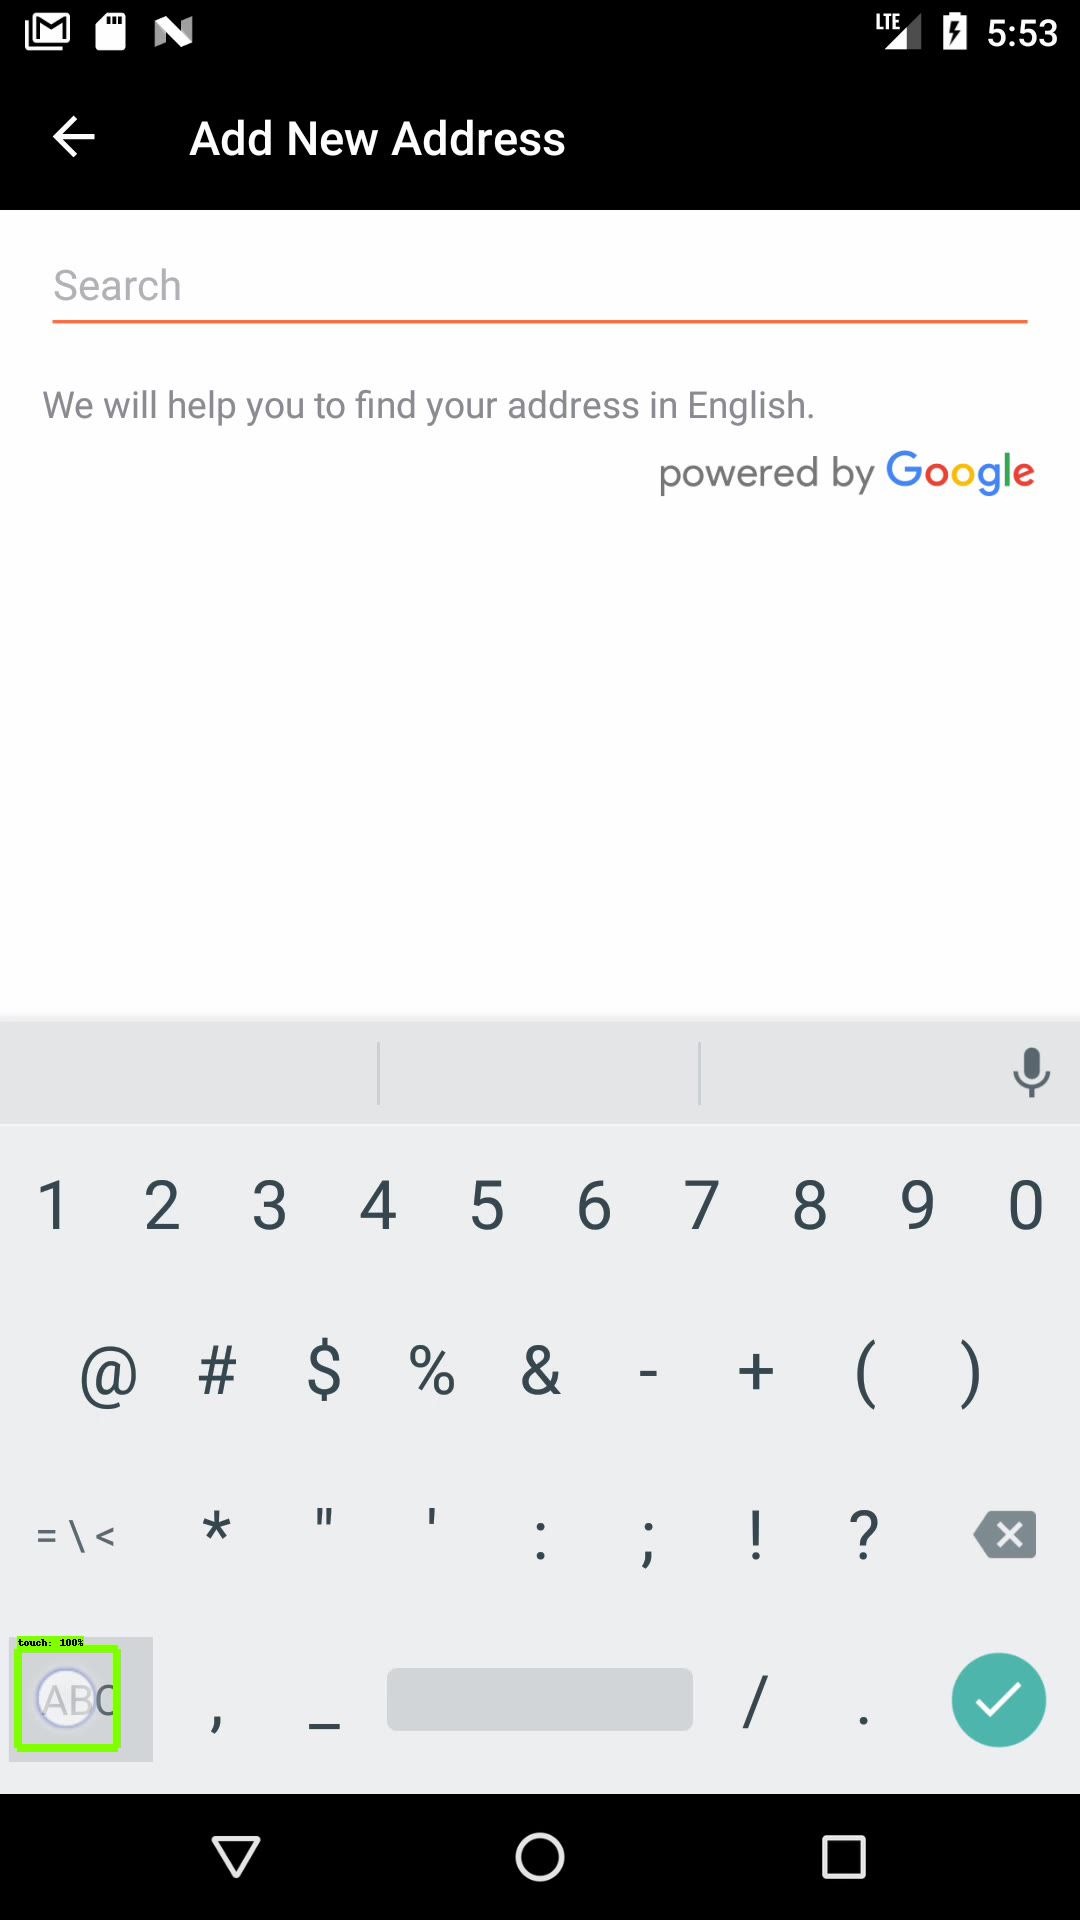 LTE 5:53
Add New Address
Search
We will help you to find your address in English.
powered by Google
1 2 3 4 5 6 7 8 9 0
@ # $ % & - + ( )
= \ < * " ' : ; ! ?
touch: 100%
ABC , _ / .